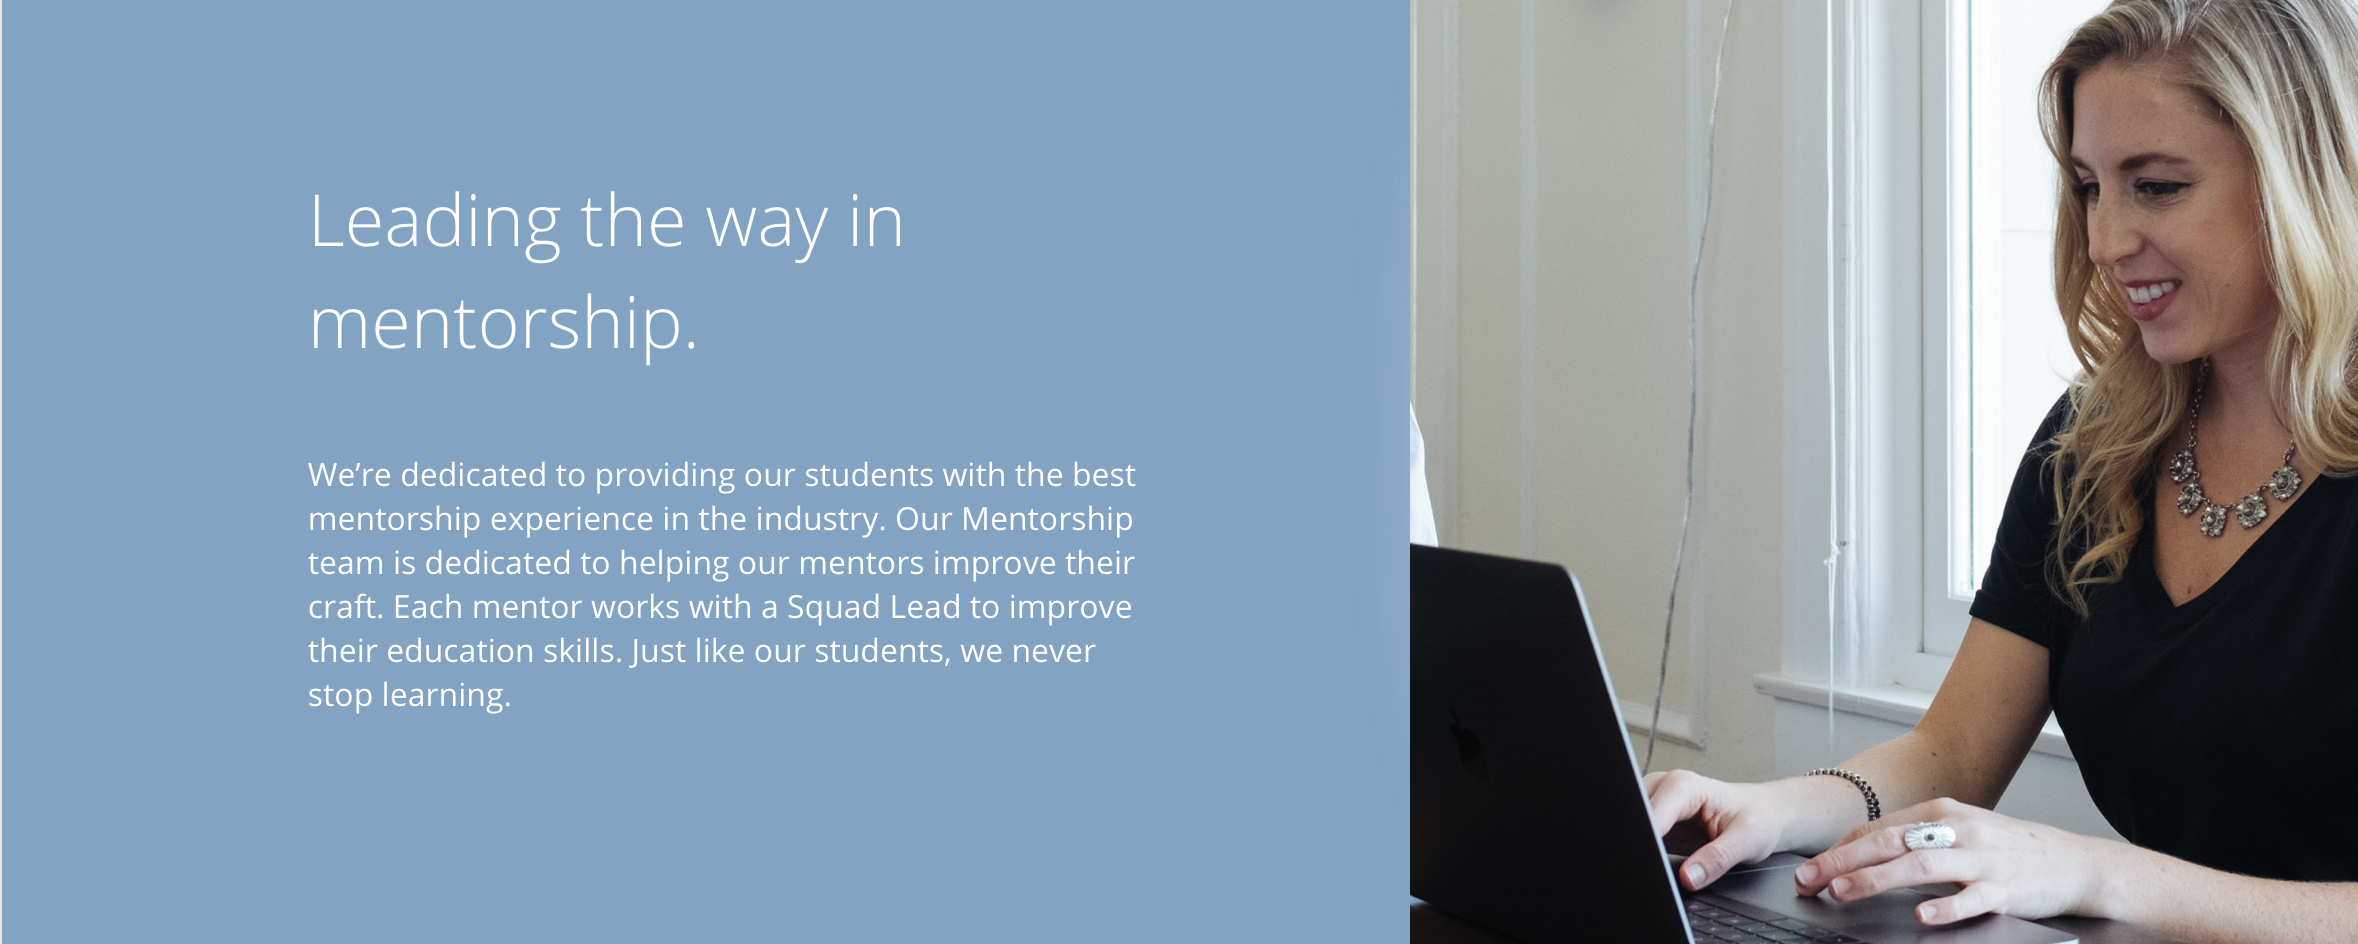 Leading the way in
mentorship.
We’re dedicated to providing our students with the best
mentorship experience in the industry. Our Mentorship
team is dedicated to helping our mentors improve their
craft. Each mentor works with a Squad Lead to improve
their education skills. Just like our students, we never
stop learning.